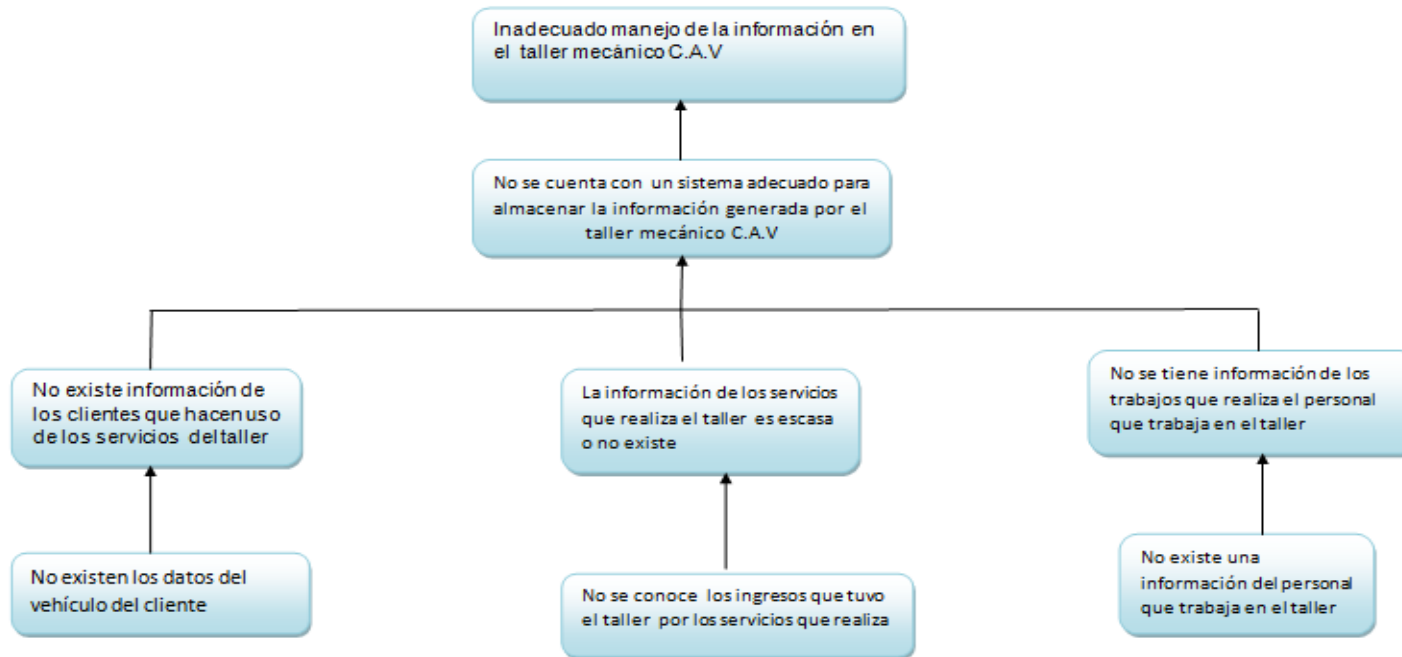 Inadecuado manejo de la información en
el taller mecánico C.A.V
No se cuenta con un sistema adecuado para
almacenar la información generada por el
taller mecánico C.A.V
No existe información de
los clientes que hacen uso
de los servicios del taller
La información de los servicios
que realiza el taller es escasa
o no existe
No se tiene información de los
trabajos que realiza el personal
que trabaja en el taller
No existen los datos del
vehículo del cliente
No se conoce los ingresos que tuvo
el taller por los servicios que realiza
No existe una
información del personal
que trabaja en el taller